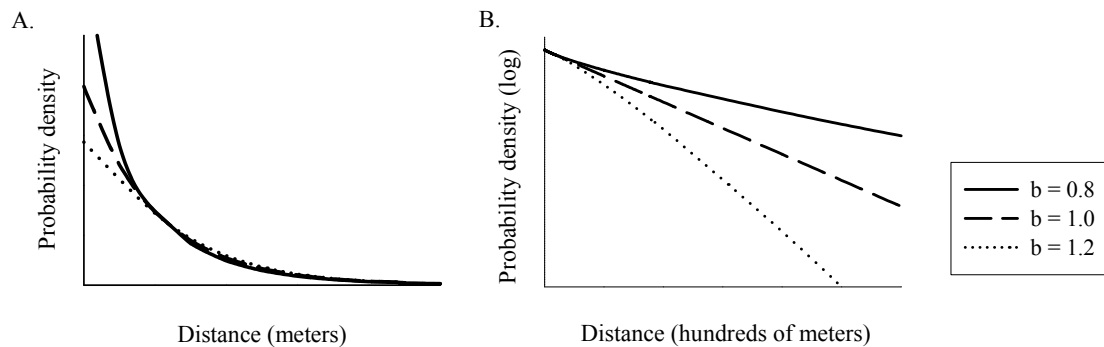 A.
Probability density
Distance (meters)
B.
Probability density (log)
Distance (hundreds of meters)
b = 0.8
b = 1.0
b = 1.2